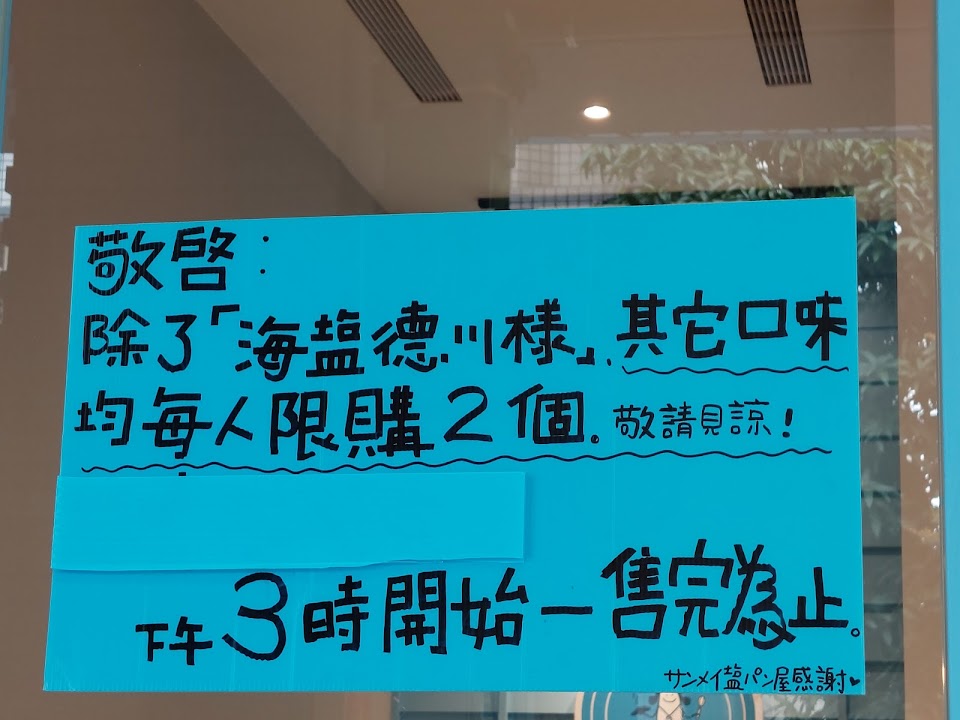 敬啓：
除了「海塩德川様」、其它口味
均每人限購2個。敬請見諒！
下午3時開始－售完為止。
サンメイ塩パン屋感謝♥